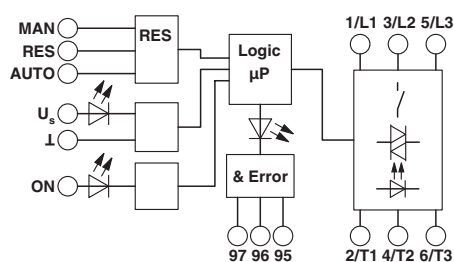 MAN
RES
AUTO
RES
Us
⊥
ON
Logic
µP
& Error
97 96 95
1/L1 3/L2 5/L3
2/T1 4/T2 6/T3